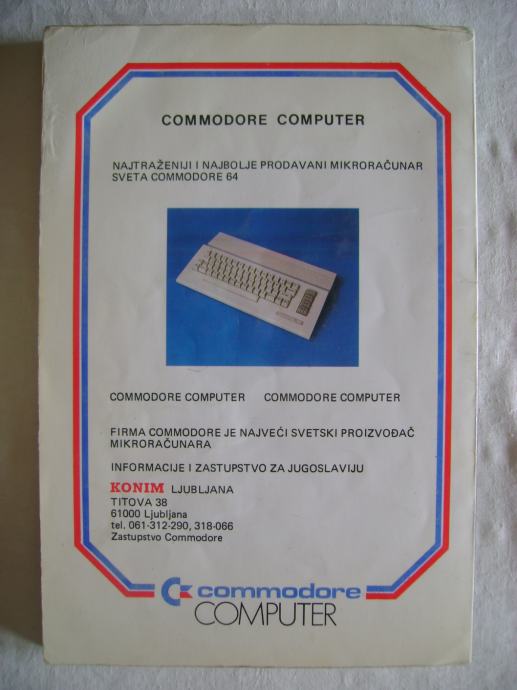 COMMODORE COMPUTER
NAJTRAŽENIJI I NAJBOLJE PRODAVANI MIKRORAČUNAR
SVETA COMMODORE 64
COMMODORE COMPUTER COMMODORE COMPUTER
FIRMA COMMODORE JE NAJVEĆI SVETSKI PROIZVOĐAČ
MIKRORAČUNARA
INFORMACIJE I ZASTUPSTVO ZA JUGOSLAVIJU
KONIM LJUBLJANA
TITOVA 38
61000 Ljubljana
tel. 061-312-290, 318-066
Zastupstvo Commodore
commodore
COMPUTER